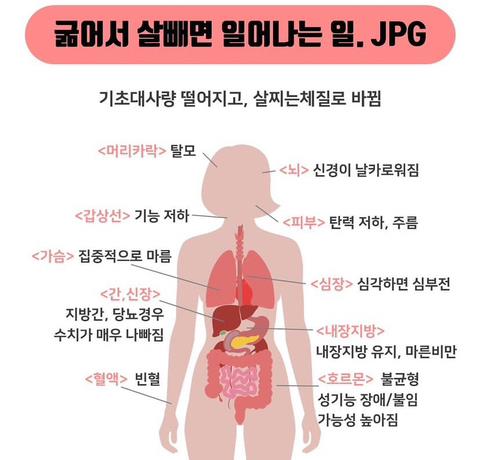 굶어서 살빼면 일어나는 일. JPG
기초대사량 떨어지고, 살찌는체질로 바뀜
<머리카락> 탈모
<뇌> 신경이 날카로워짐
<갑상선> 기능 저하
<피부> 탄력 저하, 주름
<가슴> 집중적으로 마름
<심장> 심각하면 심부전
<간,신장>
지방간, 당뇨경우
수치가 매우 나빠짐
<내장지방>
내장지방 유지, 마른비만
<혈액> 빈혈
<호르몬> 불균형
성기능 장애/불임
가능성 높아짐